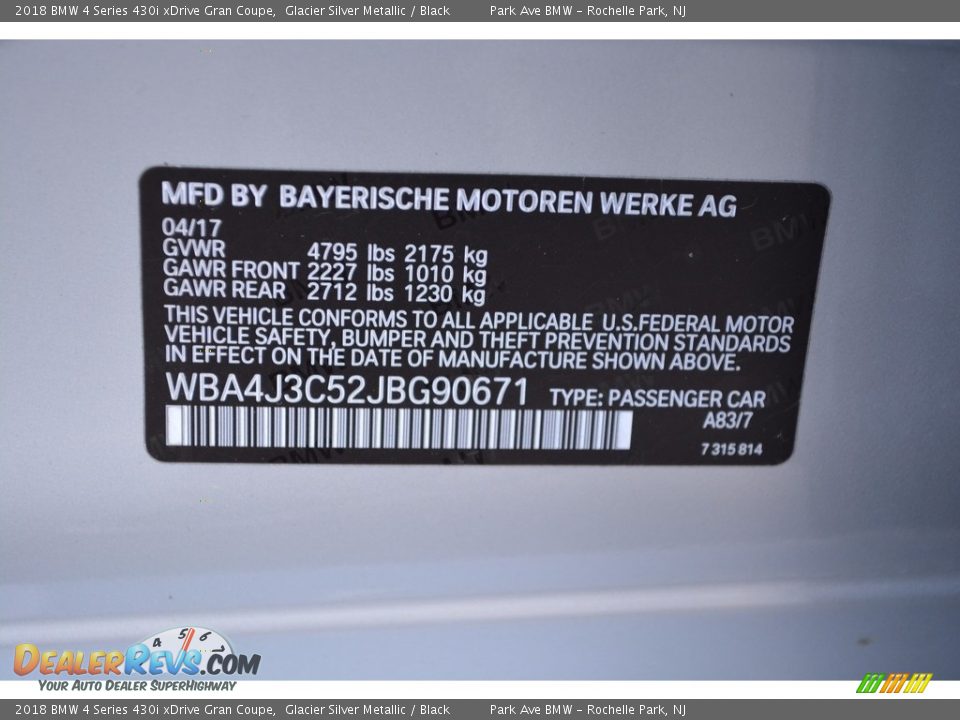 2018 BMW 4 Series 430i xDrive Gran Coupe, Glacier Silver Metallic / Black Park Ave BMW – Rochelle Park, NJ
MFD BY BAYERISCHE MOTOREN WERKE AG
04/17
GVWR 4795 lbs 2175 kg
GAWR FRONT 2227 lbs 1010 kg
GAWR REAR 2712 lbs 1230 kg
THIS VEHICLE CONFORMS TO ALL APPLICABLE U.S.FEDERAL MOTOR
VEHICLE SAFETY, BUMPER AND THEFT PREVENTION STANDARDS
IN EFFECT ON THE DATE OF MANUFACTURE SHOWN ABOVE.
WBA4J3C52JBG90671 TYPE: PASSENGER CAR
A83/7
7 315 814
4 5 6
DEALERREVS.COM
YOUR AUTO DEALER SUPERHIGHWAY
2018 BMW 4 Series 430i xDrive Gran Coupe, Glacier Silver Metallic / Black Park Ave BMW – Rochelle Park, NJ